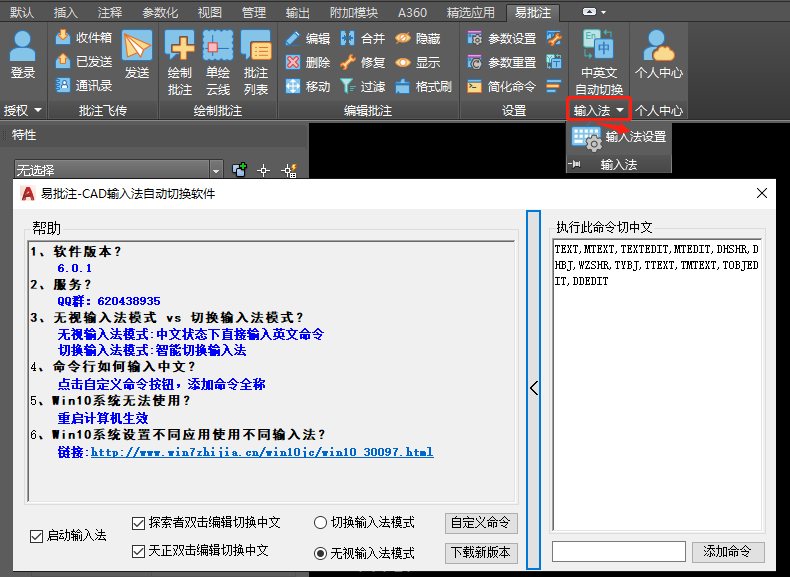 默认 插入 注释 参数化 视图 管理 输出 附加模块 A360 精选应用 易批注
收件箱 编辑 合并 隐藏 参数设置
已发送 删除 修复 显示 参数重置
登录 通讯录 发送 绘制批注 单绘云线 批注列表 移动 过滤 格式刷 简化命令 中英文自动切换 个人中心
授权 批注飞传 绘制批注 编辑批注 设置 输入法 个人中心
特性
输入法设置
无选择
输入法
易批注-CAD输入法自动切换软件
帮助
1、软件版本?
6.0.1
2、服务?
QQ群: 620438935
3、无视输入法模式 vs 切换输入法模式?
无视输入法模式:中文状态下直接输入英文命令
切换输入法模式:智能切换输入法
4、命令行如何输入中文?
点击自定义命令按钮，添加命令全称
5、Win10系统无法使用?
重启计算机生效
6、Win10系统设置不同应用使用不同输入法?
链接:http://www.win7zhijia.cn/win10jc/win10_30097.html
启动输入法
探索者双击编辑切换中文
天正双击编辑切换中文
切换输入法模式
无视输入法模式
自定义命令
下载新版本
<
执行此命令切中文
TEXT,MTEXT,TEXTEDIT,MTEDIT,DHSHR,D
HBJ,WZSHR,TYBJ,TTEXT,TMTEXT,TOBJED
IT,DDEDIT
添加命令